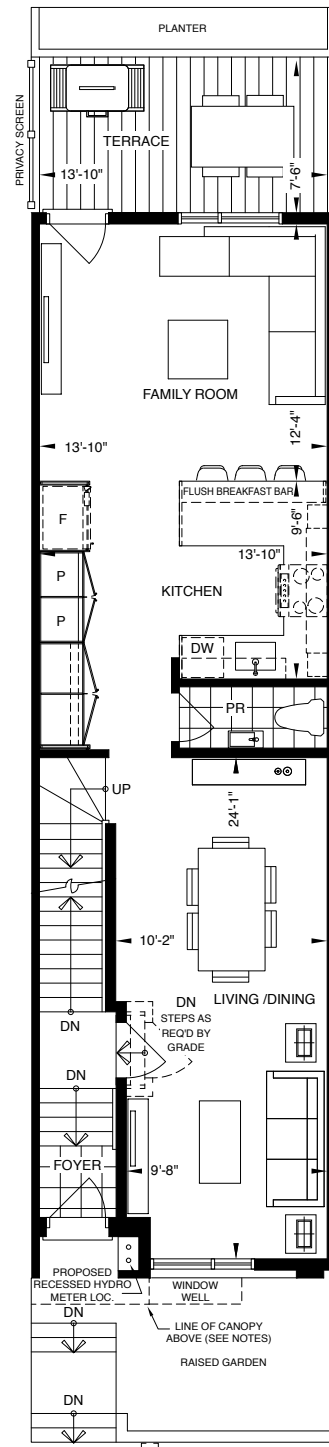 PLANTER
PRIVACY SCREEN
TERRACE
13'-10"
7'-6"
FAMILY ROOM
12'-4"
13'-10"
FLUSH BREAKFAST BAR
F
9'-6"
13'-10"
P
KITCHEN
P
DW
PR
UP
24'-1"
10'-2"
LIVING /DINING
DN
STEPS AS
REQ'D BY
GRADE
DN
DN
FOYER
9'-8"
PROPOSED
RECESSED HYDRO
METER LOC.
WINDOW
WELL
DN
LINE OF CANOPY
ABOVE (SEE NOTES)
RAISED GARDEN
DN